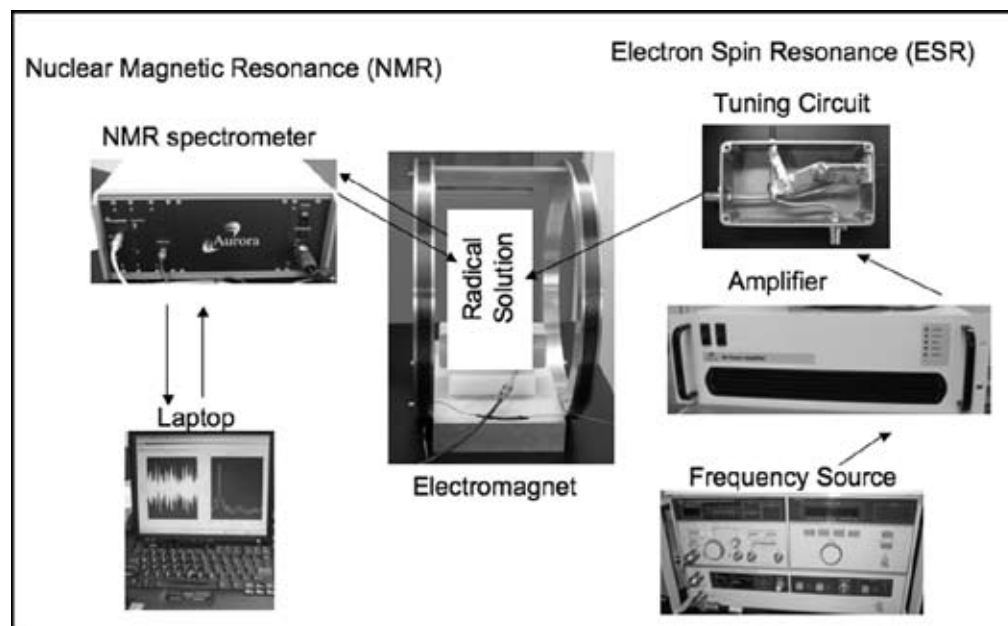 Nuclear Magnetic Resonance (NMR)
Electron Spin Resonance (ESR)
Tuning Circuit
NMR spectrometer
Aurora
Radical
Solution
Amplifier
Laptop
Electromagnet
Frequency Source